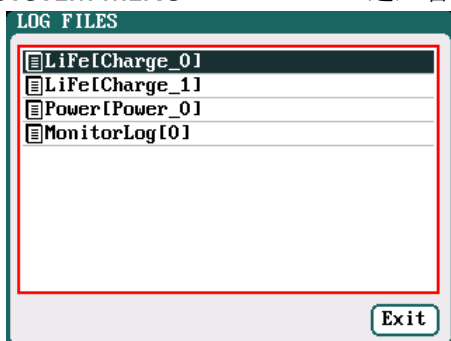 LOG FILES
LiFe[Charge_0]
LiFe[Charge_1]
Power[Power_0]
MonitorLog[0]
Exit